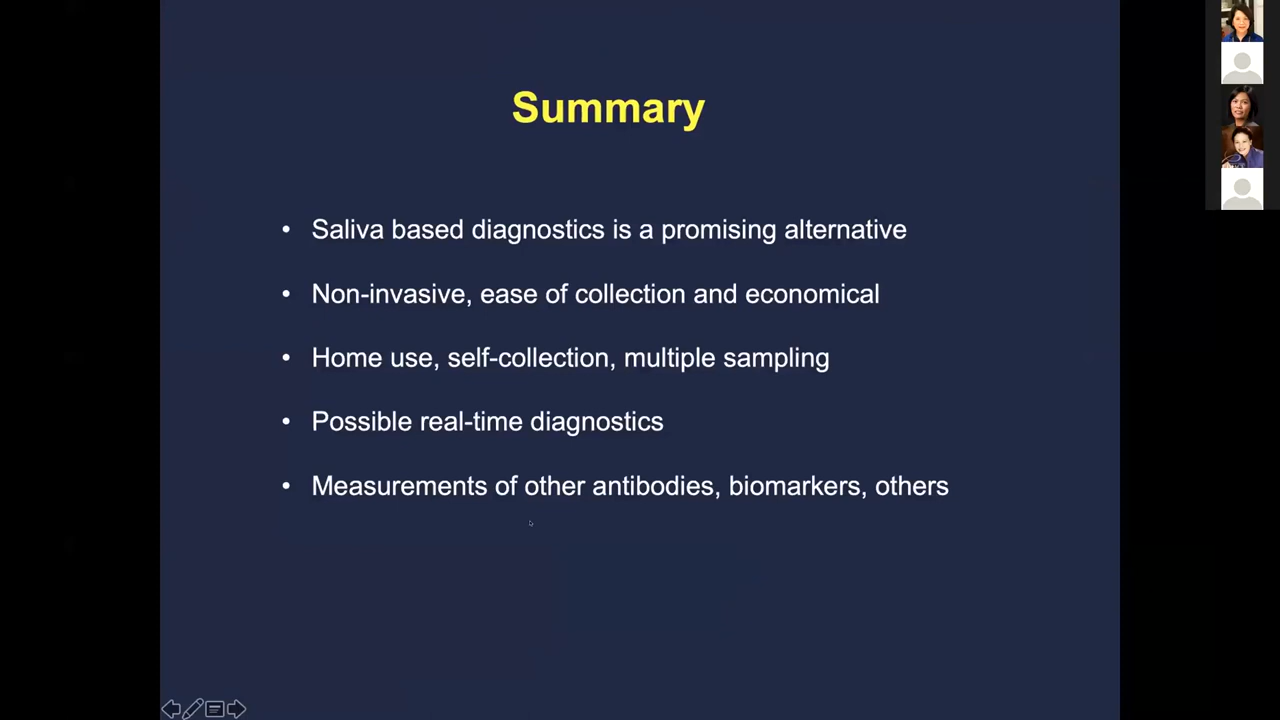 Summary
• Saliva based diagnostics is a promising alternative
• Non-invasive, ease of collection and economical
• Home use, self-collection, multiple sampling
• Possible real-time diagnostics
• Measurements of other antibodies, biomarkers, others